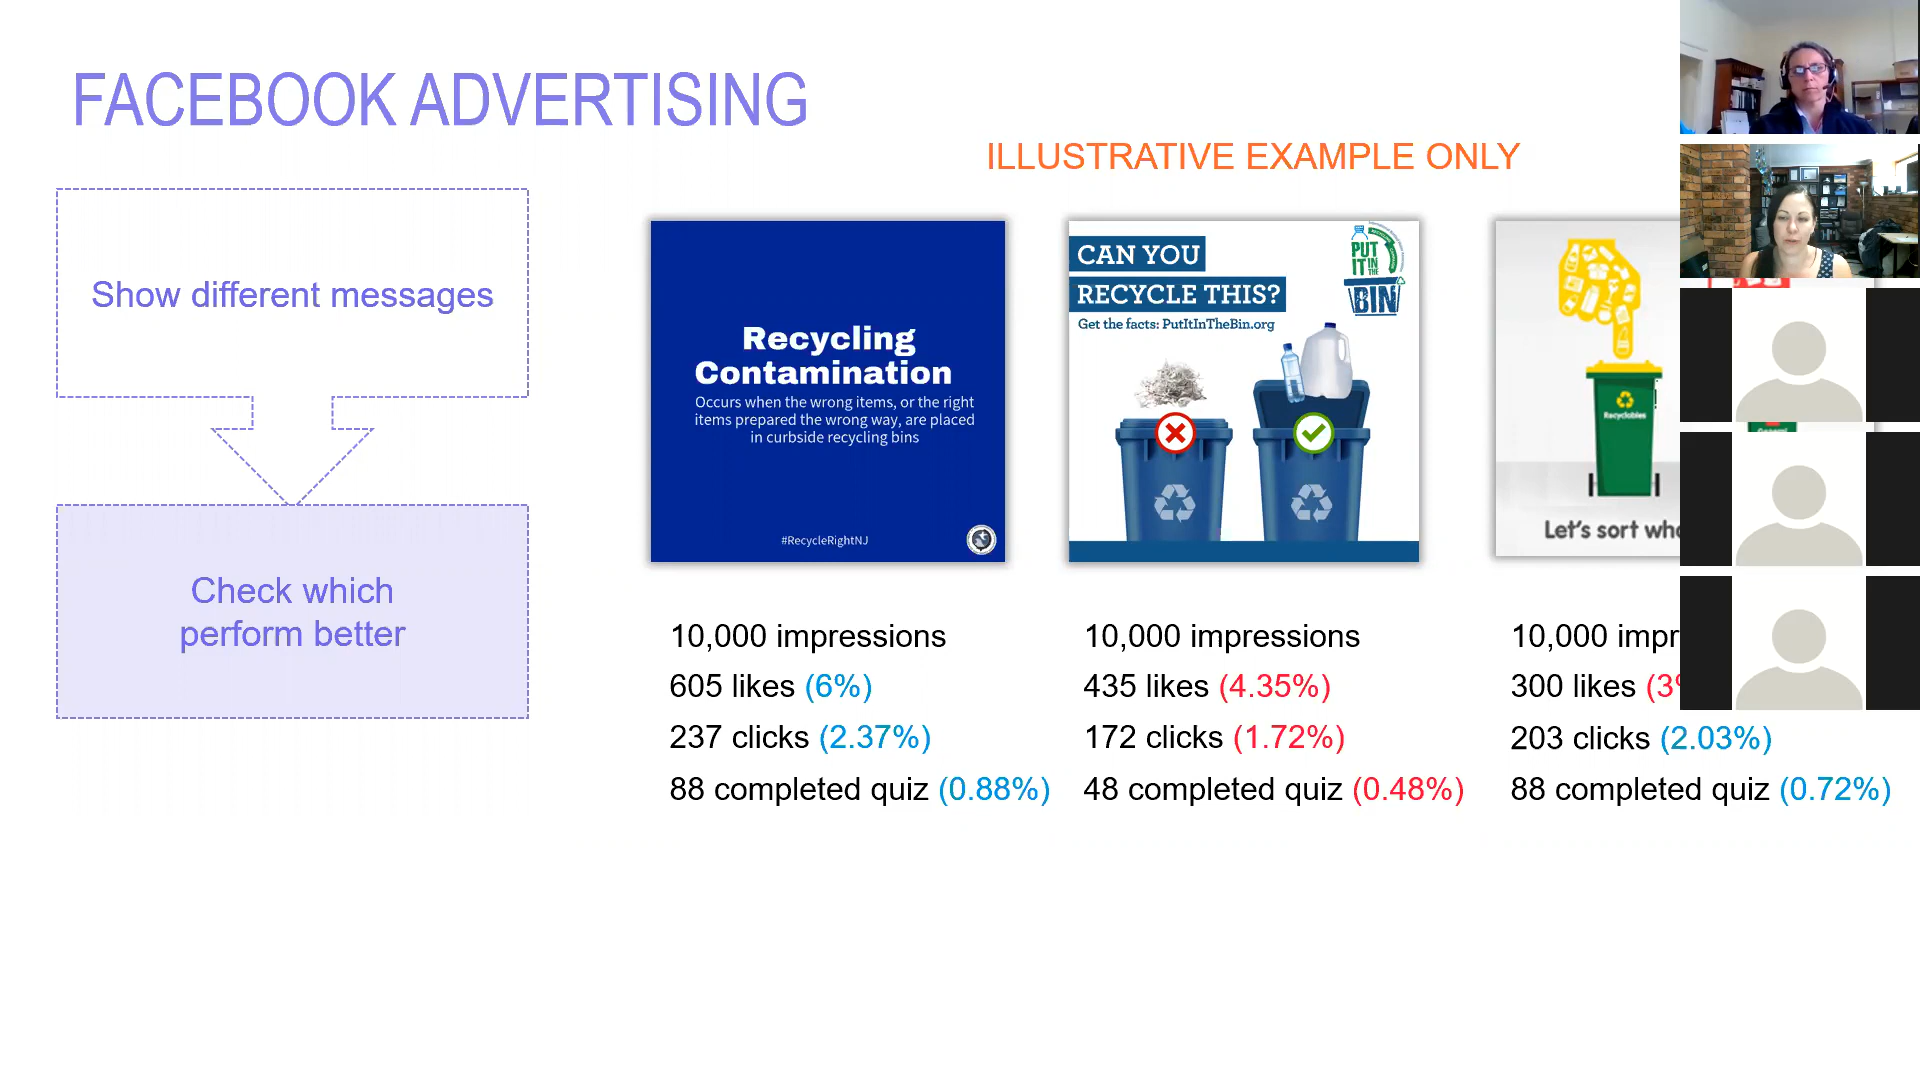 FACEBOOK ADVERTISING
ILLUSTRATIVE EXAMPLE ONLY
Show different messages
Check which
perform better
Recycling
Contamination
Occurs when the wrong items, or the right
items prepared the wrong way, are placed
in curbside recycling bins
#RecycleRightNJ
CAN YOU
RECYCLE THIS?
Get the facts: PutItInTheBin.org
PUT
IT IN
THE
BIN
Recyclables
Let's sort
10,000 impressions
605 likes (6%)
237 clicks (2.37%)
88 completed quiz (0.88%)
10,000 impressions
435 likes (4.35%)
172 clicks (1.72%)
48 completed quiz (0.48%)
10,000 impr
300 likes (3%
203 clicks (2.03%)
88 completed quiz (0.72%)